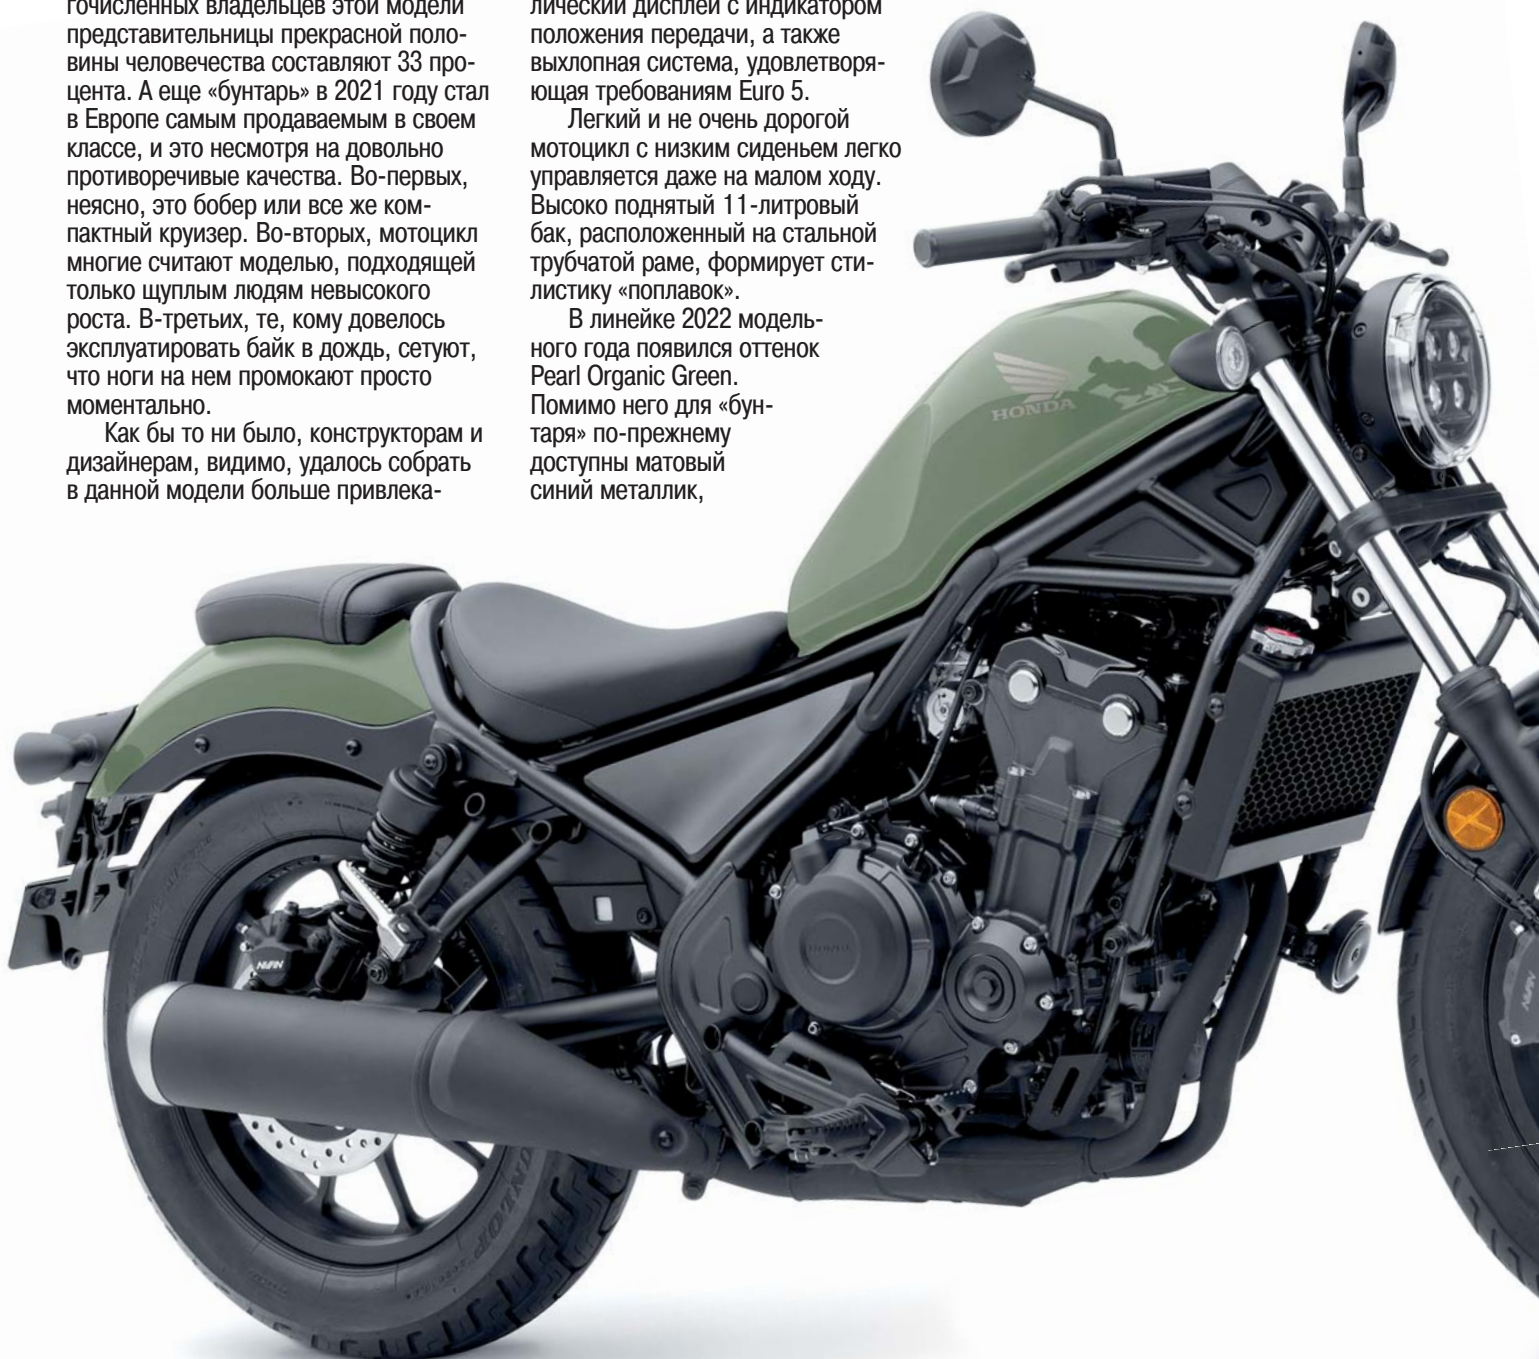 гочисленных владельцев этой модели
представительницы прекрасной поло-
вины человечества составляют 33 про-
цента. А еще «бунтарь» в 2021 году стал
в Европе самым продаваемым в своем
классе, и это несмотря на довольно
противоречивые качества. Во-первых,
неясно, это бобер или все же ком-
пактный круизер. Во-вторых, мотоцикл
многие считают моделью, подходящей
только щуплым людям невысокого
роста. В-третьих, те, кому довелось
эксплуатировать байк в дождь, сетуют,
что ноги на нем промокают просто
моментально.
Как бы то ни было, конструкторам и
дизайнерам, видимо, удалось собрать
в данной модели больше привлека-
лический дисплей с индикатором
положения передачи, а также
выхлопная система, удовлетворя-
ющая требованиям Euro 5.
Легкий и не очень дорогой
мотоцикл с низким сиденьем легко
управляется даже на малом ходу.
Высоко поднятый 11-литровый
бак, расположенный на стальной
трубчатой раме, формирует сти-
листику «поплавок».
В линейке 2022 модель-
ного года появился оттенок
Pearl Organic Green.
Помимо него для «бун-
таря» по-прежнему
доступны матовый
синий металлик,
HONDA
HONDA
NISSIN
DUNLOP